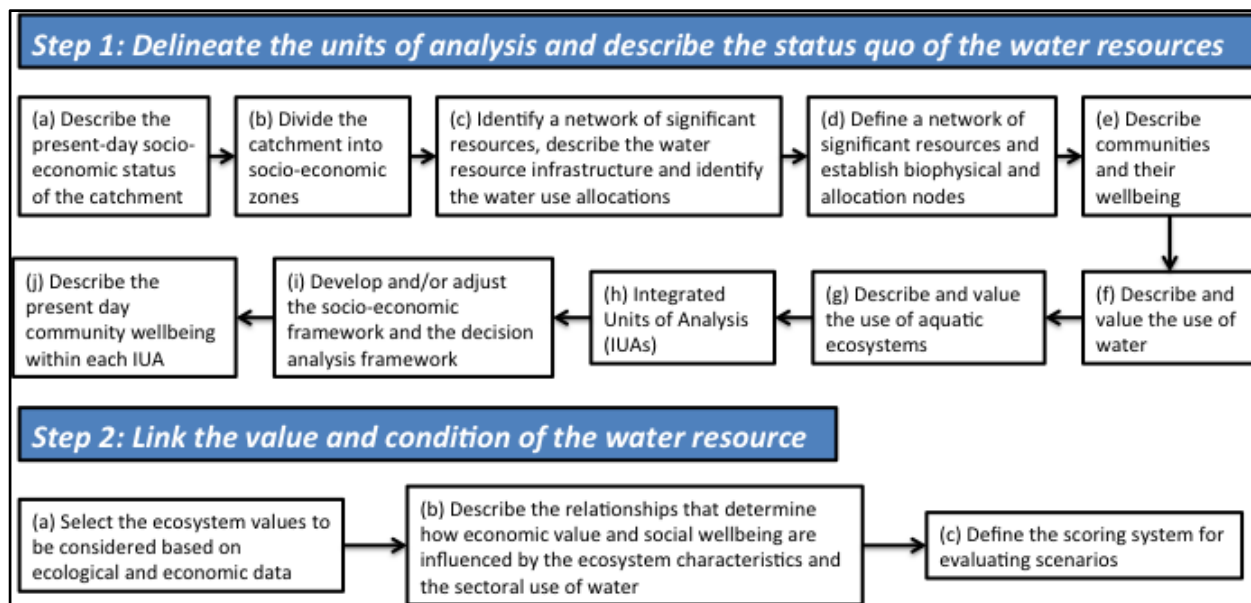 Step 1: Delineate the units of analysis and describe the status quo of the water resources
(a) Describe the
present-day socio-
economic status
of the catchment
(b) Divide the
catchment into
socio-economic
zones
(c) Identify a network of significant
resources, describe the water
resource infrastructure and identify
the water use allocations
(d) Define a network of
significant resources and
establish biophysical and
allocation nodes
(e) Describe
communities
and their
wellbeing
(f) Describe and
value the use of
water
(g) Describe and value
the use of aquatic
ecosystems
(h) Integrated
Units of Analysis
(IUAs)
(i) Develop and/or adjust
the socio-economic
framework and the decision
analysis framework
(j) Describe the
present day
community wellbeing
within each IUA
Step 2: Link the value and condition of the water resource
(a) Select the ecosystem values to
be considered based on
ecological and economic data
(b) Describe the relationships that determine
how economic value and social wellbeing are
influenced by the ecosystem characteristics and
the sectoral use of water
(c) Define the scoring system for
evaluating scenarios